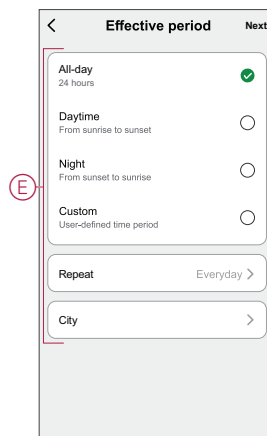 Effective period Next
All-day
24 hours
Daytime
From sunrise to sunset
Night
From sunset to sunrise
E
Custom
User-defined time period
Repeat Everyday
City